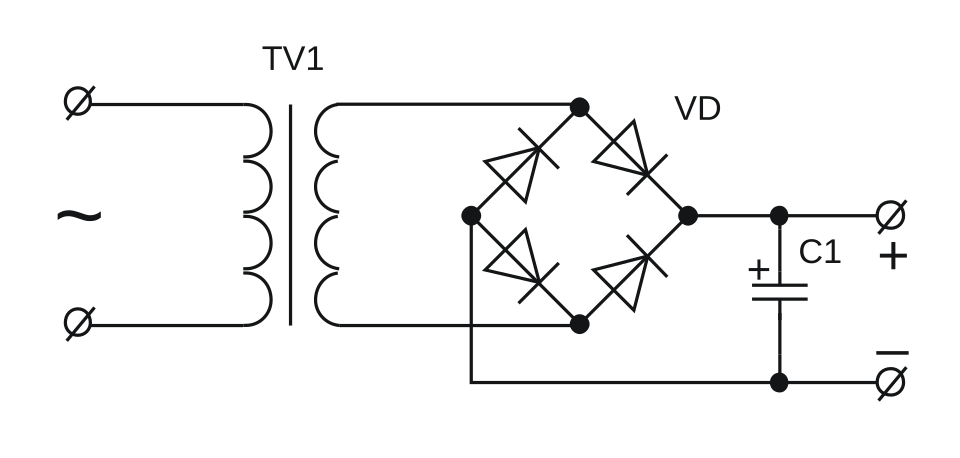 TV1
VD
~
C1
+
+
−